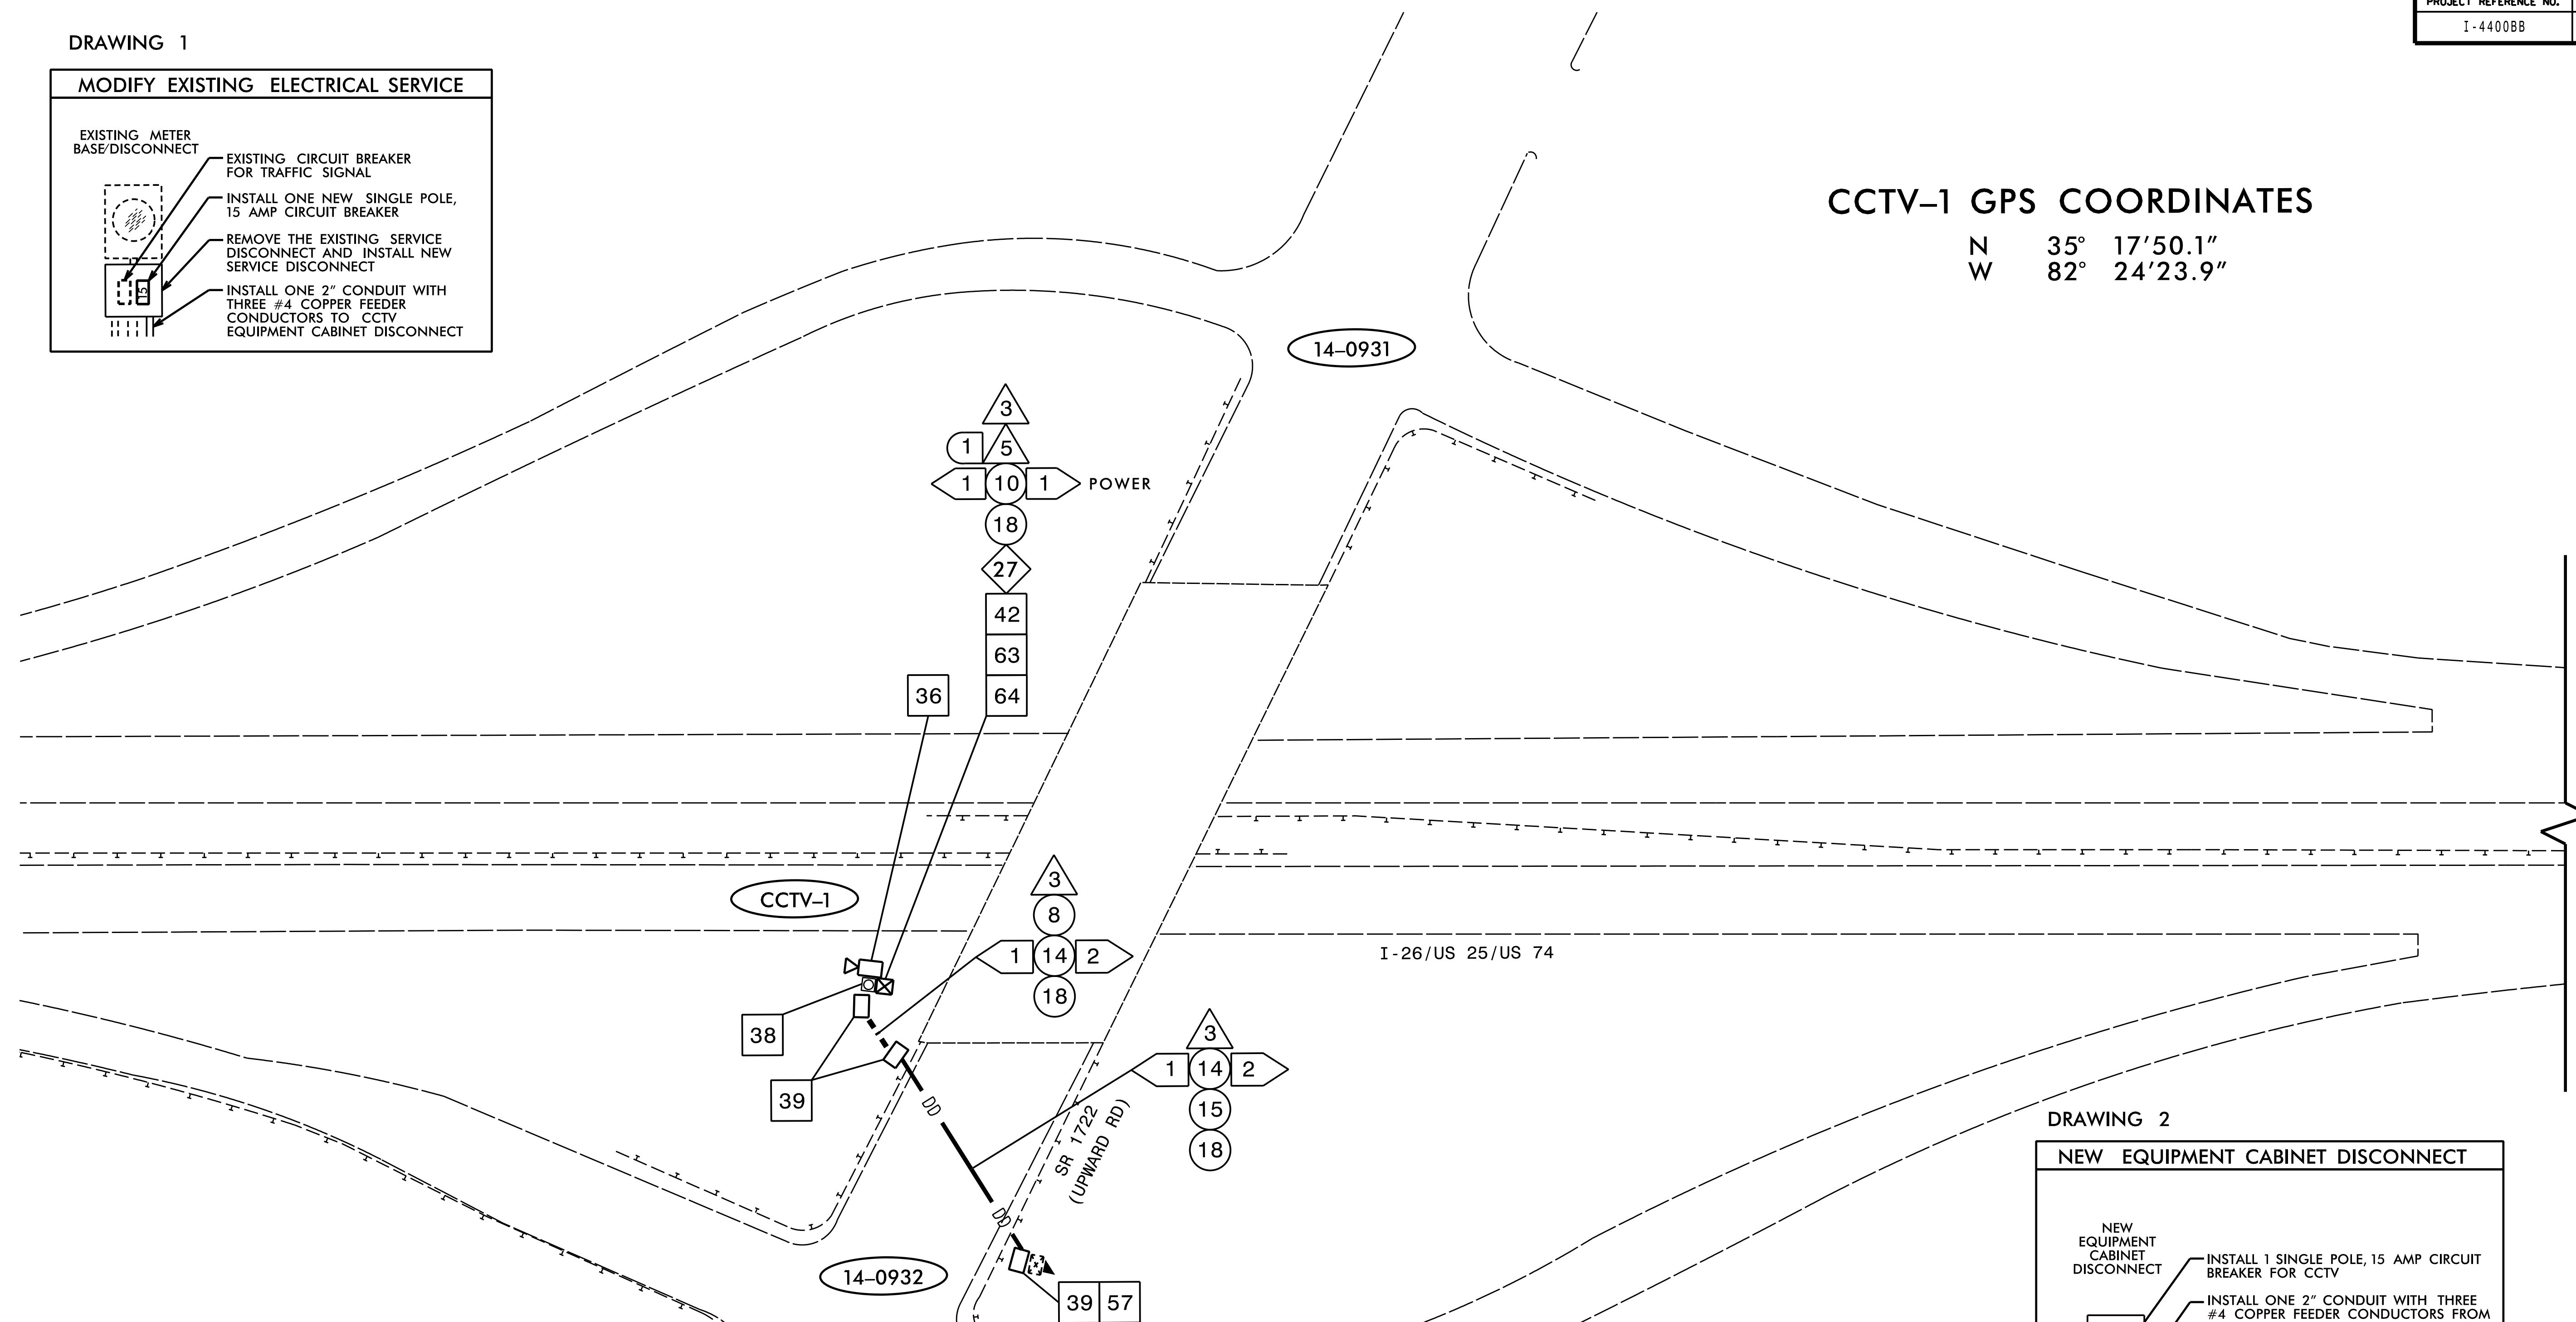 PROJECT REFERENCE NO.
I-4400BB
DRAWING 1
MODIFY EXISTING ELECTRICAL SERVICE
EXISTING METER
BASE/DISCONNECT
EXISTING CIRCUIT BREAKER
FOR TRAFFIC SIGNAL
INSTALL ONE NEW SINGLE POLE,
15 AMP CIRCUIT BREAKER
REMOVE THE EXISTING SERVICE
DISCONNECT AND INSTALL NEW
SERVICE DISCONNECT
15
INSTALL ONE 2" CONDUIT WITH
THREE #4 COPPER FEEDER
CONDUCTORS TO CCTV
EQUIPMENT CABINET DISCONNECT
CCTV–1 GPS COORDINATES
N 35° 17'50.1"
W 82° 24'23.9"
14–0931
3
1 5
1 10 1 POWER
18
27
42
63
36 64
CCTV–1
3
8
1 14 2
18
I-26/US 25/US 74
38
39
3
1 14 2
15
18
DD
SR 1722
(UPWARD RD)
DD
14–0932
39 57
DRAWING 2
NEW EQUIPMENT CABINET DISCONNECT
NEW
EQUIPMENT
CABINET
DISCONNECT
INSTALL 1 SINGLE POLE, 15 AMP CIRCUIT
BREAKER FOR CCTV
INSTALL ONE 2" CONDUIT WITH THREE
#4 COPPER FEEDER CONDUCTORS FROM